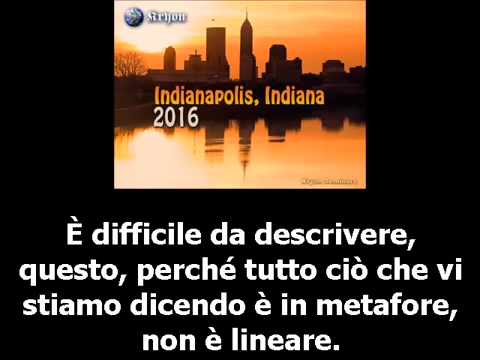 Kryon
Indianapolis, Indiana
2016
Kryon Seminars
È difficile da descrivere,
questo, perché tutto ciò che vi
stiamo dicendo è in metafore,
non è lineare.